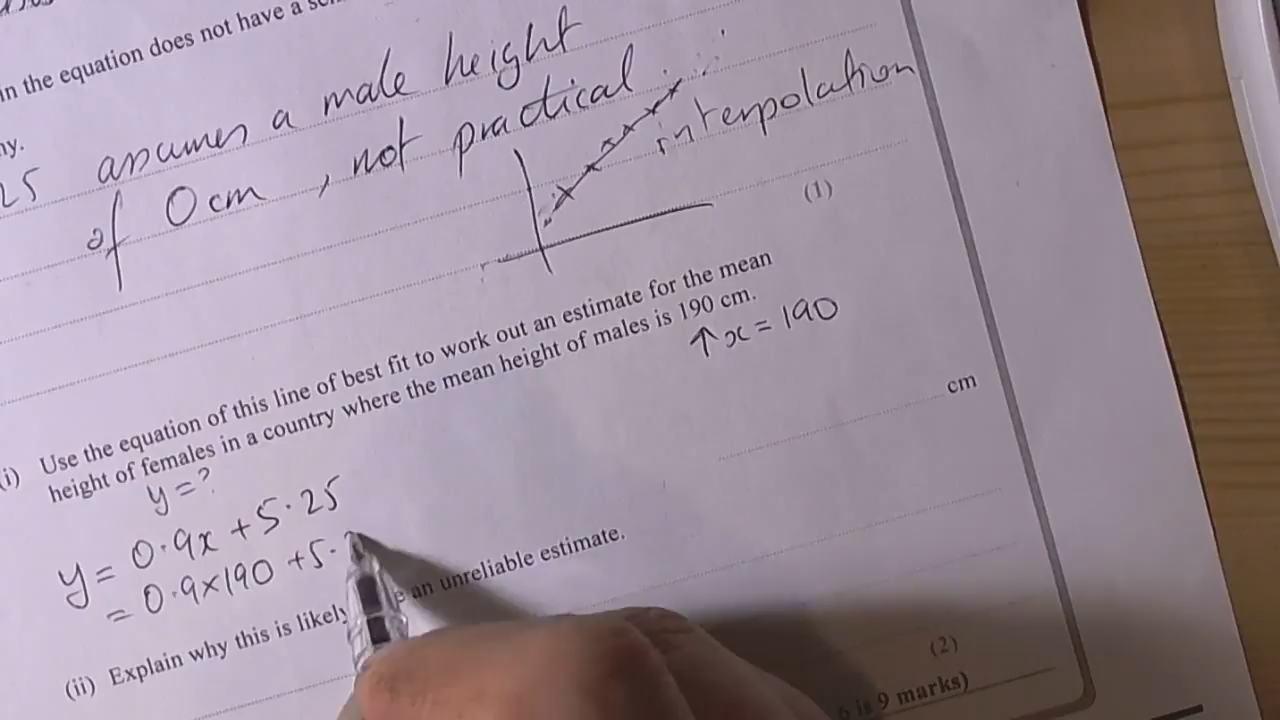 in the equation does not have a
25 assumes a male height
of 0cm, not practical
interpolation
(1)
(i) Use the equation of this line of best fit to work out an estimate for the mean
height of females in a country where the mean height of males is 190 cm.
↑ x = 190
y = ?
cm
y = 0.9x + 5.25
= 0.9×190 + 5.
(ii) Explain why this is likely an unreliable estimate.
(2)
is 9 marks)